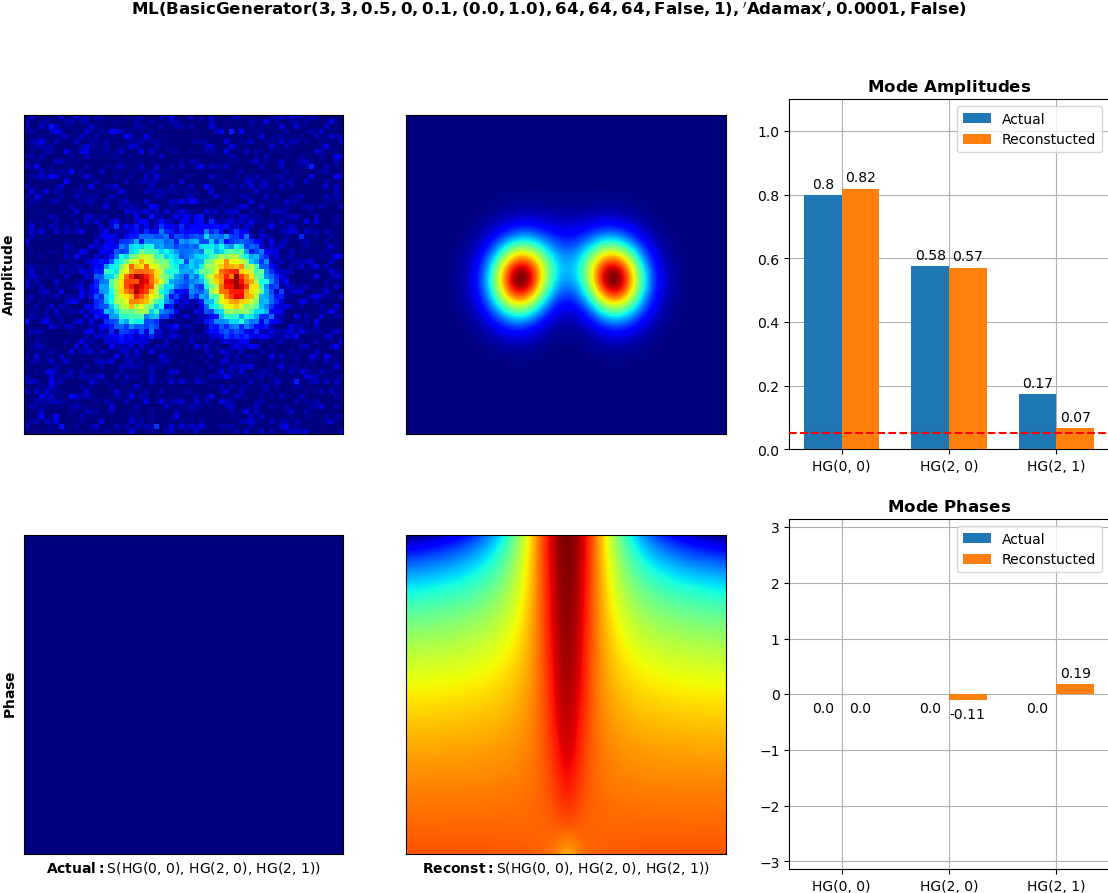 ML(BasicGenerator(3, 3, 0.5, 0, 0.1, (0.0, 1.0), 64, 64, 64, False, 1), ′Adamax′, 0.0001, False)
Amplitude
Mode Amplitudes
Actual
Reconstucted
1.0
0.8
0.6
0.4
0.2
0.0
0.8
0.82
0.58
0.57
0.17
0.07
HG(0, 0)
HG(2, 0)
HG(2, 1)
Phase
Actual: S(HG(0, 0), HG(2, 0), HG(2, 1))
Reconst: S(HG(0, 0), HG(2, 0), HG(2, 1))
Mode Phases
Actual
Reconstucted
3
2
1
0
−1
−2
−3
0.0
0.0
0.0
-0.11
0.0
0.19
HG(0, 0)
HG(2, 0)
HG(2, 1)